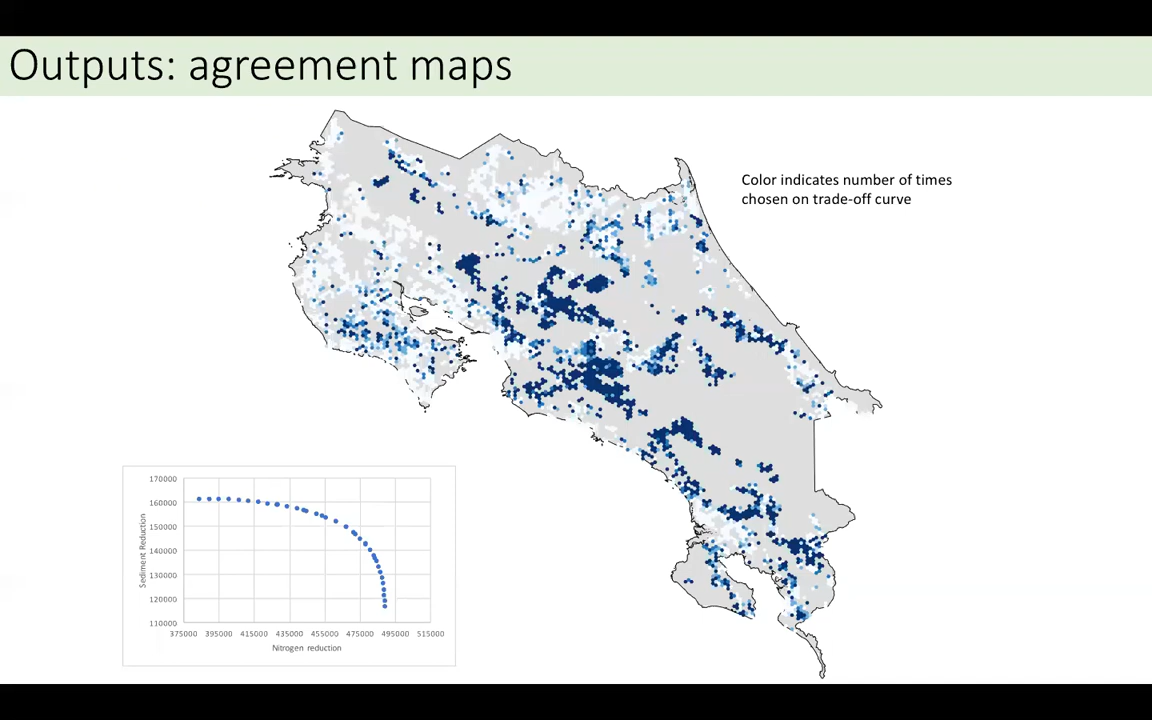 Outputs: agreement maps
Color indicates number of times
chosen on trade-off curve
170000
160000
150000
140000
130000
120000
110000
Sediment Reduction
375000 395000 415000 435000 455000 475000 495000 515000
Nitrogen reduction